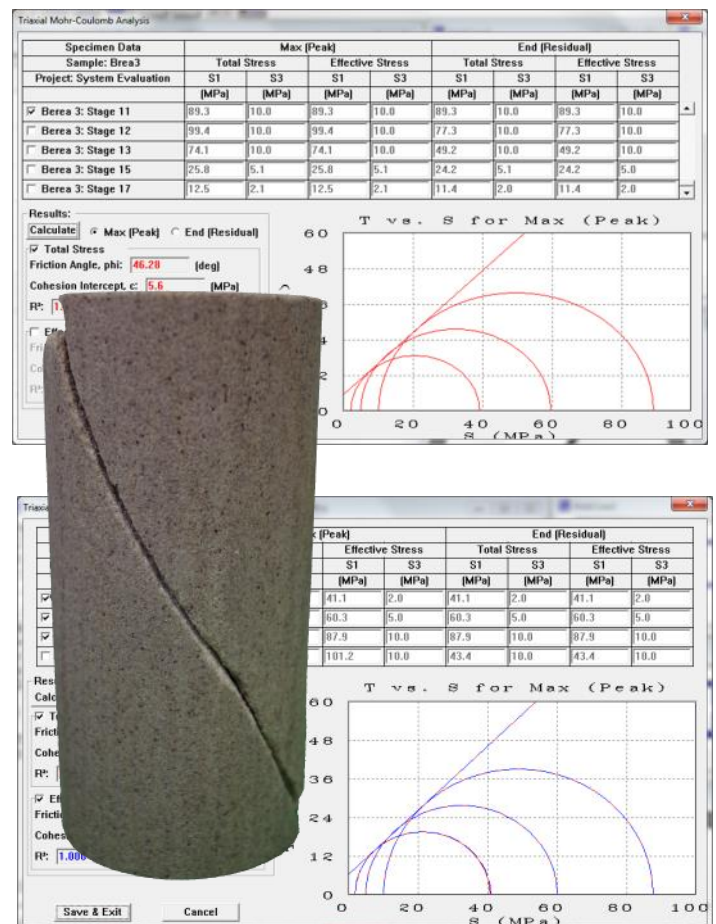 Triaxial Mohr-Coulomb Analysis
Specimen Data Max (Peak) End (Residual)
Sample: Brea3 Total Stress Effective Stress Total Stress Effective Stress
Project: System Evaluation S1 S3 S1 S3 S1 S3 S1 S3
(MPa) (MPa) (MPa) (MPa) (MPa) (MPa) (MPa) (MPa)
Berea 3: Stage 11 89.3 10.0 89.3 10.0 89.3 10.0 89.3 10.0
Berea 3: Stage 12 99.4 10.0 99.4 10.0 77.3 10.0 77.3 10.0
Berea 3: Stage 13 74.1 10.0 74.1 10.0 49.2 10.0 49.2 10.0
Berea 3: Stage 15 25.8 5.1 25.8 5.1 24.2 5.1 24.2 5.0
Berea 3: Stage 17 12.5 2.1 12.5 2.1 11.4 2.0 11.4 2.0
Results:
Calculate Max (Peak) End (Residual)
Total Stress
Friction Angle, phi: 46.28 (deg)
Cohesion Intercept, c: 5.6 (MPa)
R²:
T vs. S for Max (Peak)
60
48
0 20 40 60 80 100
S (MPa)
(Peak) End (Residual)
Effective Stress Total Stress Effective Stress
S1 S3 S1 S3 S1 S3
(MPa) (MPa) (MPa) (MPa) (MPa) (MPa)
41.1 2.0 41.1 2.0 41.1 2.0
60.3 5.0 60.3 5.0 60.3 5.0
87.9 10.0 87.9 10.0 87.9 10.0
101.2 10.0 43.4 10.0 43.4 10.0
T vs. S for Max (Peak)
60
48
36
24
12
0
R²: 1.000
0 20 40 60 80 100
S (MPa)
Save & Exit Cancel